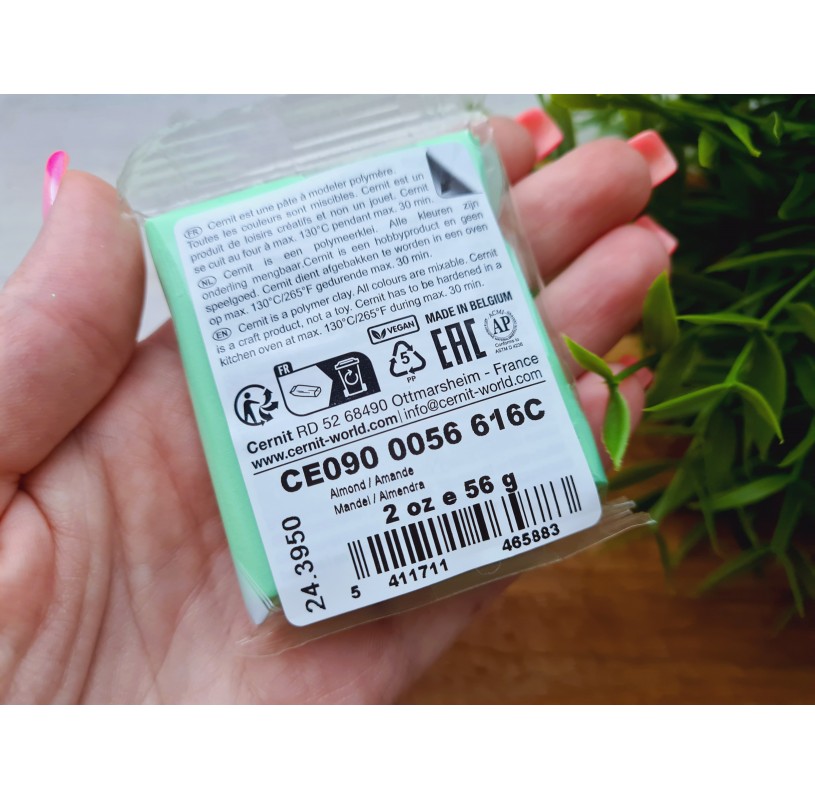 FR Cernit est une pâte à modeler polymère.
Toutes les couleurs sont miscibles. Cernit est un
produit de loisirs créatifs et non un jouet. Cernit
se cuit au four à max. 130°C pendant max. 30 min.
NL Cernit is een polymeerklei. Alle kleuren zijn
onderling mengbaar.Cernit is een hobbyproduct en geen
speelgoed. Cernit dient afgebakken te worden in een oven
op max. 130°C/265°F gedurende max. 30 min.
EN Cernit is a polymer clay. All colours are mixable. Cernit
is a craft product, not a toy. Cernit has to be hardened in a
kitchen oven at max. 130°C/265°F during max. 30 min.
VEGAN
MADE IN BELGIUM
FR
5
PP
EAC
ACMI
AP
Conforms to
ASTM D 4236
Cernit RD 52 68490 Ottmarsheim - France
www.cernit-world.com | info@cernit-world.com
CE090 0056 616C
Almond / Amande
Mandel / Almendra
2 oz e 56 g
24.3950
5 411711 465883